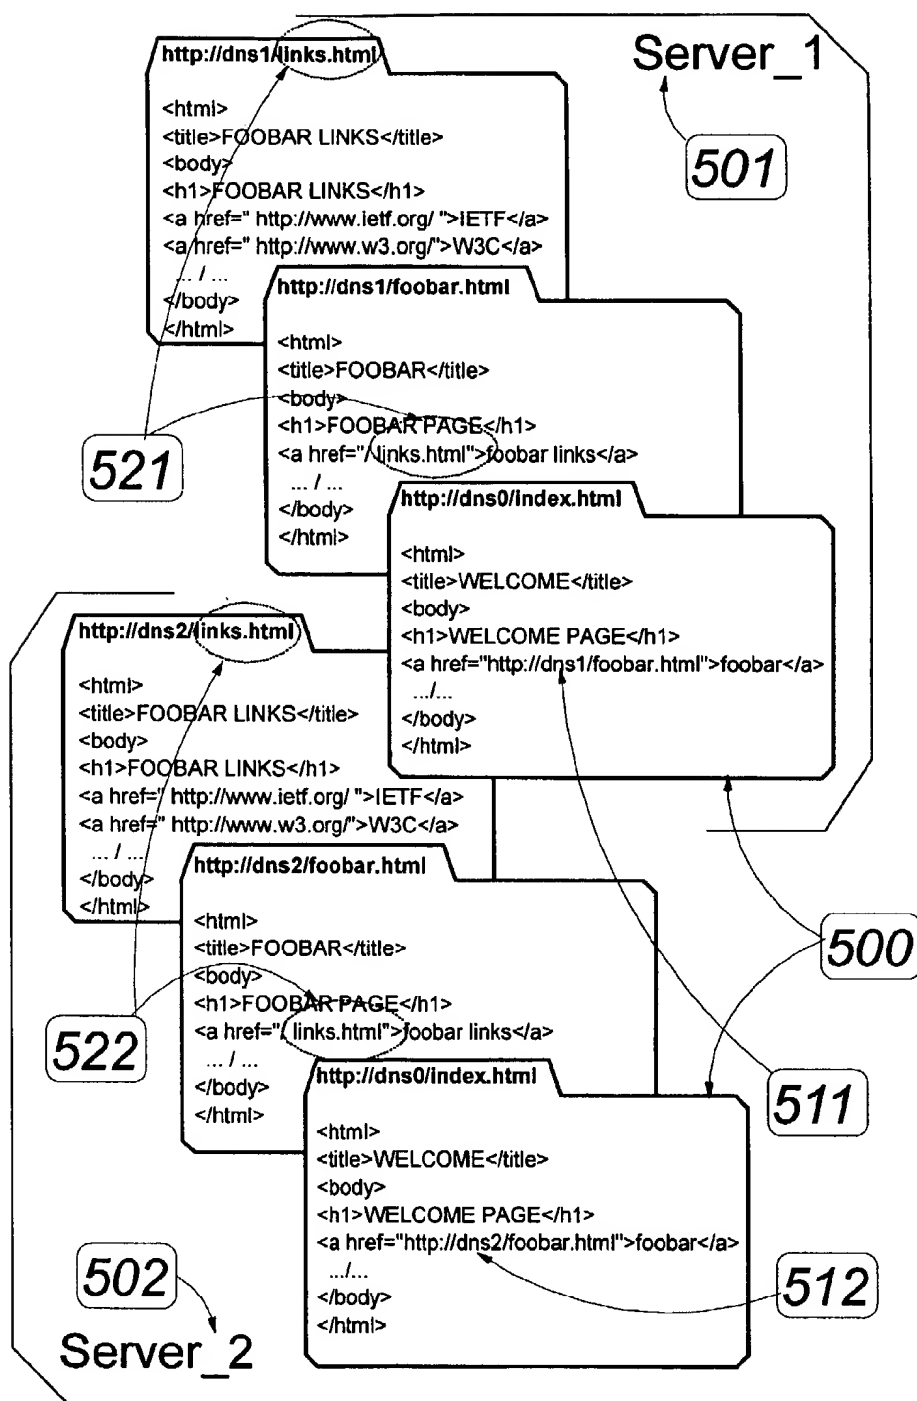 http://dns1/links.html
Server_1
501
<html>
<title>FOOBAR LINKS</title>
<body>
<h1>FOOBAR LINKS</h1>
<a href=" http://www.ietf.org/ ">IETF</a>
<a href=" http://www.w3.org/">W3C</a>
... / ...
</body>
</html>
http://dns1/foobar.html
<html>
<title>FOOBAR</title>
<body>
<h1>FOOBAR PAGE</h1>
<a href="/ links.html">foobar links</a>
... / ...
</body>
</html>
521
http://dns0/index.html
<html>
<title>WELCOME</title>
<body>
<h1>WELCOME PAGE</h1>
<a href="http://dns1/foobar.html">foobar</a>
.../...
</body>
</html>
http://dns2/links.html
<html>
<title>FOOBAR LINKS</title>
<body>
<h1>FOOBAR LINKS</h1>
<a href=" http://www.ietf.org/ ">IETF</a>
<a href=" http://www.w3.org/">W3C</a>
... / ...
</body>
</html>
http://dns2/foobar.html
<html>
<title>FOOBAR</title>
<body>
<h1>FOOBAR PAGE</h1>
<a href="/ links.html">foobar links</a>
... / ...
</body>
</html>
500
522
511
http://dns0/index.html
<html>
<title>WELCOME</title>
<body>
<h1>WELCOME PAGE</h1>
<a href="http://dns2/foobar.html">foobar</a>
.../...
</body>
</html>
502
512
Server_2